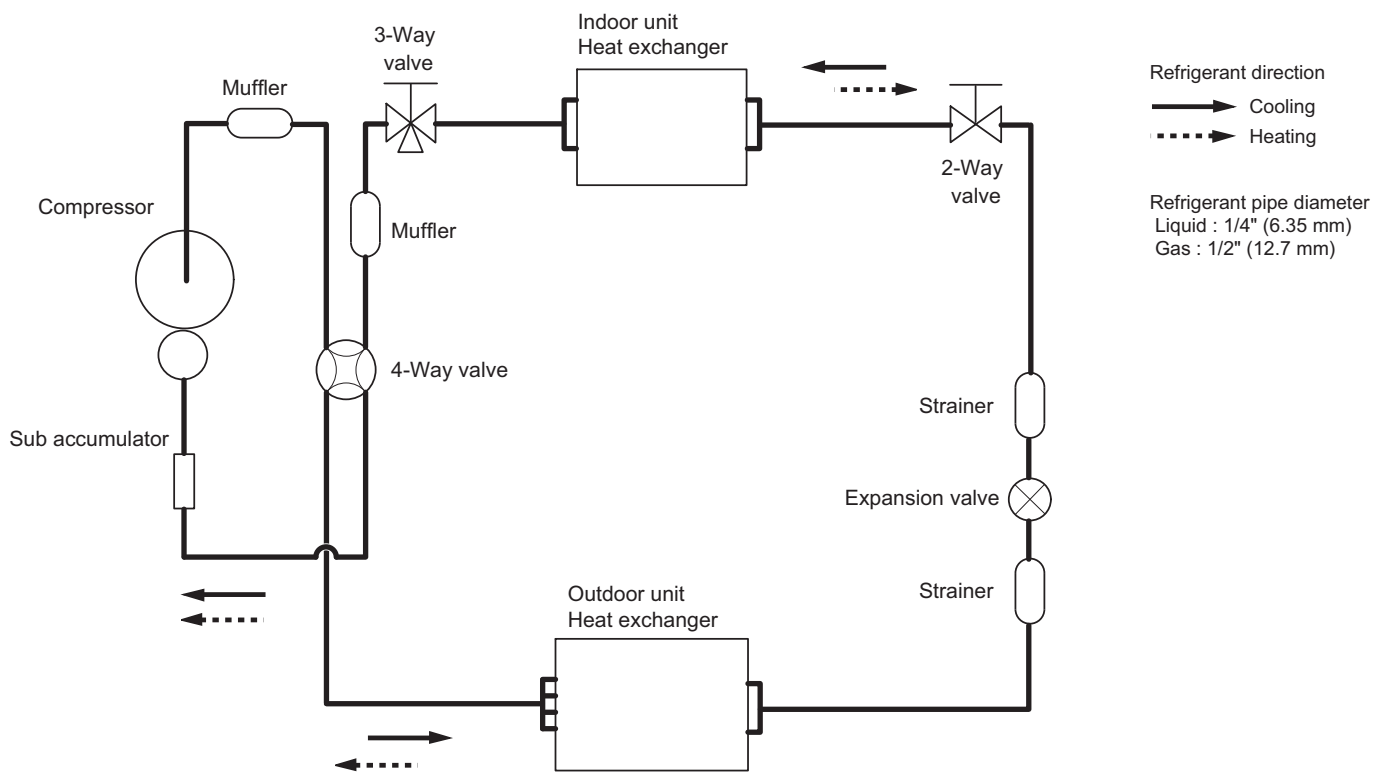 Indoor unit
Heat exchanger
3-Way
valve
Muffler
Refrigerant direction
Cooling
Heating
2-Way
valve
Refrigerant pipe diameter
Liquid : 1/4" (6.35 mm)
Gas : 1/2" (12.7 mm)
Compressor
Muffler
4-Way valve
Strainer
Sub accumulator
Expansion valve
Strainer
Outdoor unit
Heat exchanger